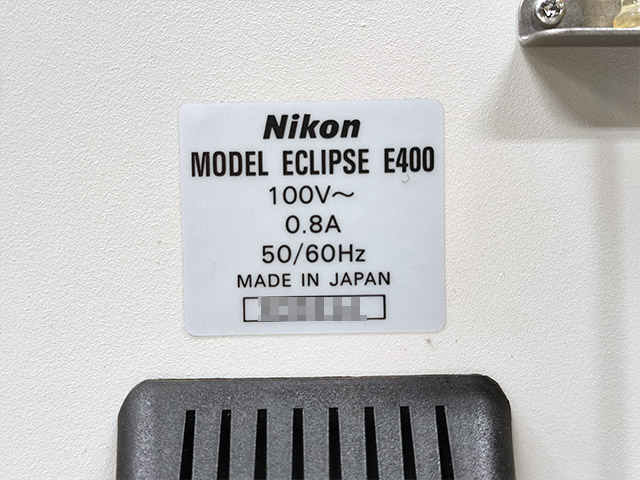 Nikon
MODEL ECLIPSE E400
100V～
0.8A
50/60Hz
MADE IN JAPAN